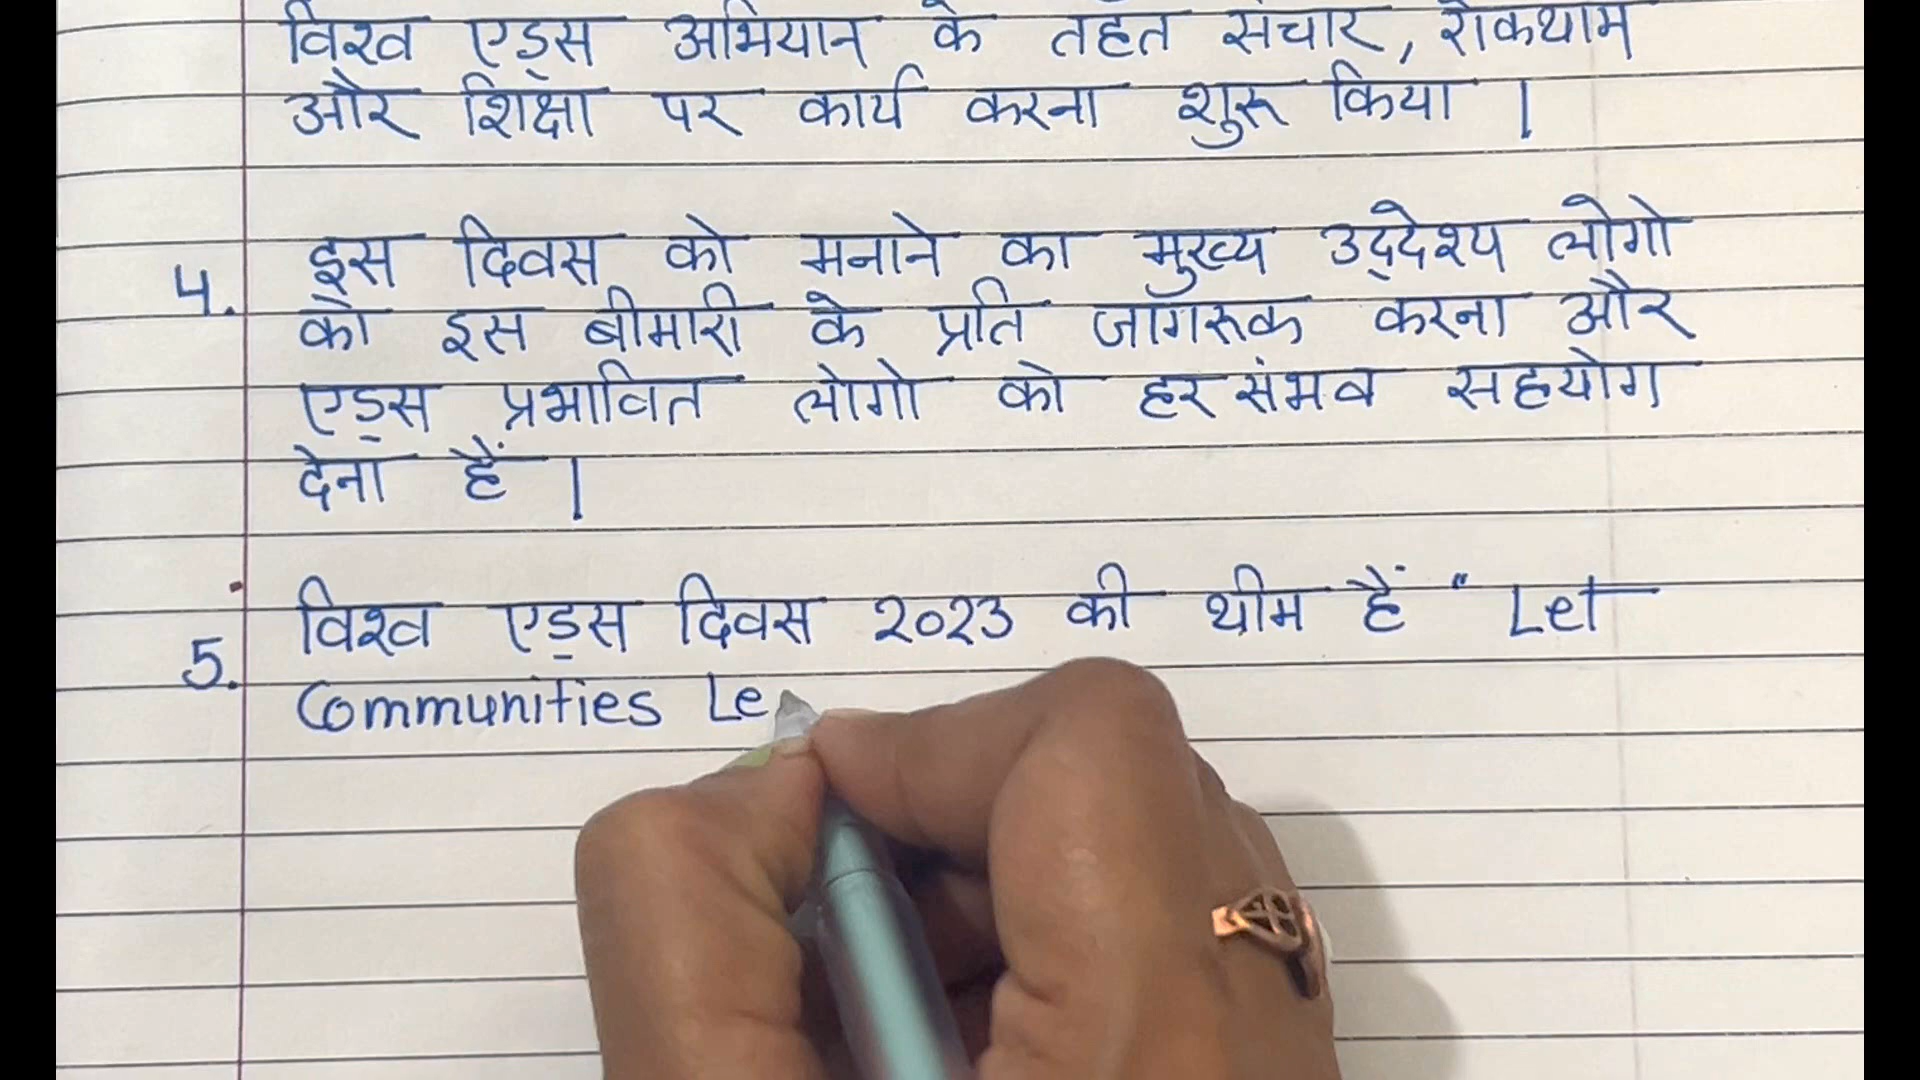 विश्व एड्स अभियान के तहत संचार, रोकथाम
और शिक्षा पर कार्य करना शुरू किया |
4. इस दिवस को मनाने का मुख्य उद्‌देश्य लोगो
को इस बीमारी के प्रति जागरूक करना और
एड्स प्रभावित लोगो को हर संभव सहयोग
देना हैं |
5. विश्व एड्स दिवस २०२३ की थीम हैं " Let
Communities Le